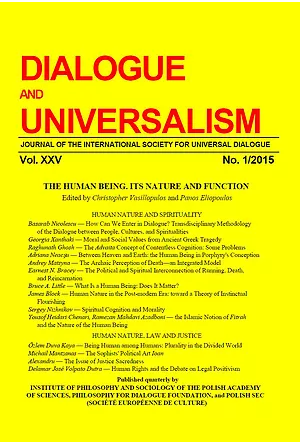 DIALOGUE
AND
UNIVERSALISM
JOURNAL OF THE INTERNATIONAL SOCIETY FOR UNIVERSAL DIALOGUE
Vol. XXV No. 1/2015
THE HUMAN BEING. ITS NATURE AND FUNCTION
Edited by Christopher Vasillopulos and Panos Eliopoulos
HUMAN NATURE AND SPIRITUALITY
Basarab Nicolescu — How Can We Enter in Dialogue? Transdisciplinary Methodology
of the Dialogue between People, Cultures, and Spiritualities
Georgia Xanthaki — Moral and Social Values from Ancient Greek Tragedy
Raghunath Ghosh — The Advaita Concept of Contentless Cognition: Some Problems
Adriana Neacșu — Between Heaven and Earth: the Human Being in Porphyry's Conception
Andrey Matsyna — The Archaic Perception of Death—an Integrated Model
Earnest N. Bracey — The Political and Spiritual Interconnection of Running, Death,
and Reincarnation
Bruce A. Little — What Is a Human Being: Does It Matter?
James Block — Human Nature in the Post-modern Era: toward a Theory of Instinctual
Flourishing
Sergey Nizhnikov — Spiritual Cognition and Morality
Yousef Heidari Chenari, Ramezan Mahdavi Azadboni — the Islamic Notion of Fitrah
and the Nature of the Human Being
HUMAN NATURE, LAW AND JUSTICE
Özlem Duva Kaya — Being Human among Humans: Plurality in the Divided World
Michail Mantzanas — The Sophists' Political Art
Alexandru — The Issue of Justice Sacredness
Delamar José Volpato Dutra — Human Rights and the Debate on Legal Positivism
Published quarterly by
INSTITUTE OF PHILOSOPHY AND SOCIOLOGY OF THE POLISH ACADEMY
OF SCIENCES, PHILOSOPHY FOR DIALOGUE FOUNDATION, and POLISH SEC
(SOCIÉTÉ EUROPÉENNE DE CULTURE)